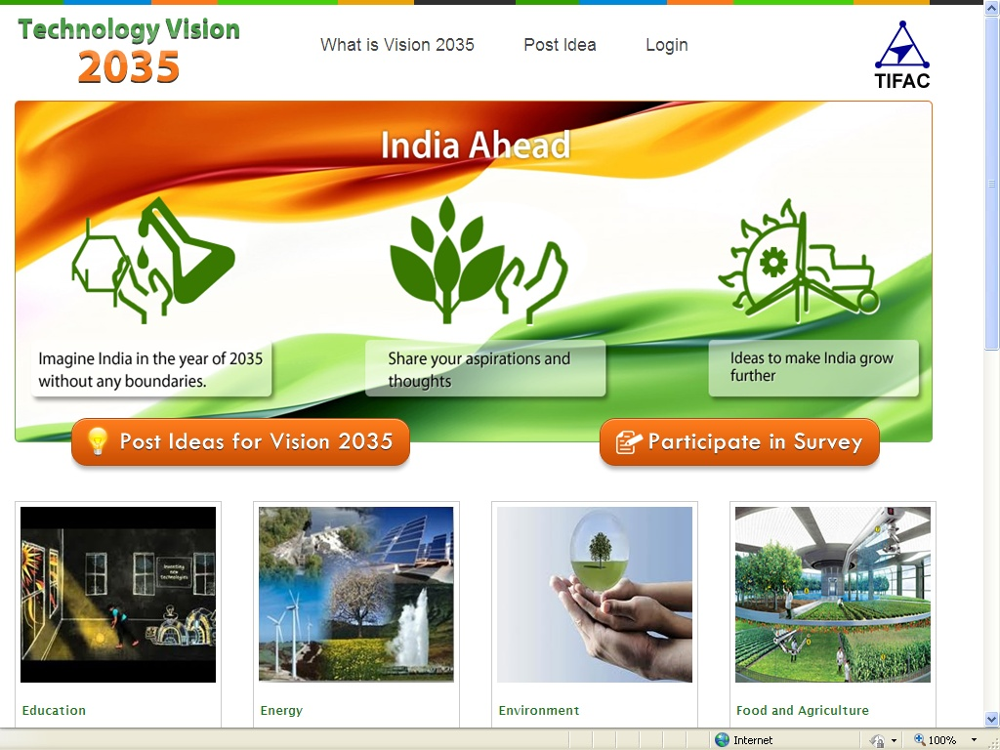 Technology Vision
2035
What is Vision 2035
Post Idea
Login
TIFAC
India Ahead
Imagine India in the year of 2035
without any boundaries.
Share your aspirations and
thoughts
Ideas to make India grow
further
Post Ideas for Vision 2035
Participate in Survey
Inventing
new
technologies
Education
Energy
Environment
Food and Agriculture
Internet
100%